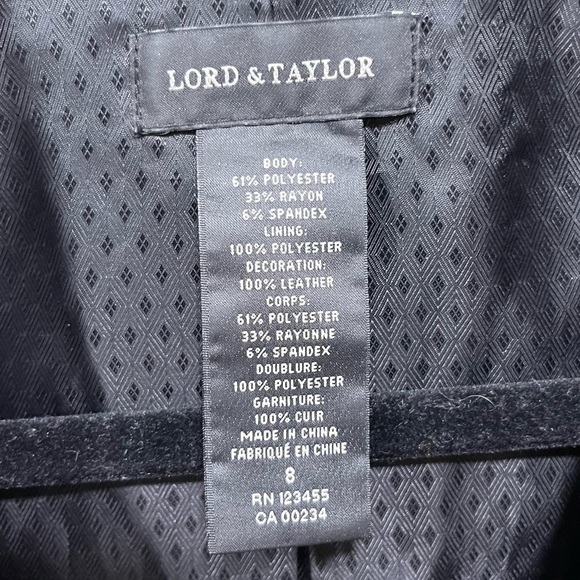 LORD & TAYLOR
BODY:
61% POLYESTER
33% RAYON
6% SPANDEX
LINING:
100% POLYESTER
DECORATION:
100% LEATHER
CORPS:
61% POLYESTER
33% RAYONNE
6% SPANDEX
DOUBLURE:
100% POLYESTER
GARNITURE:
100% CUIR
MADE IN CHINA
FABRIQUÉ EN CHINE
8
RN 123455
CA 00234